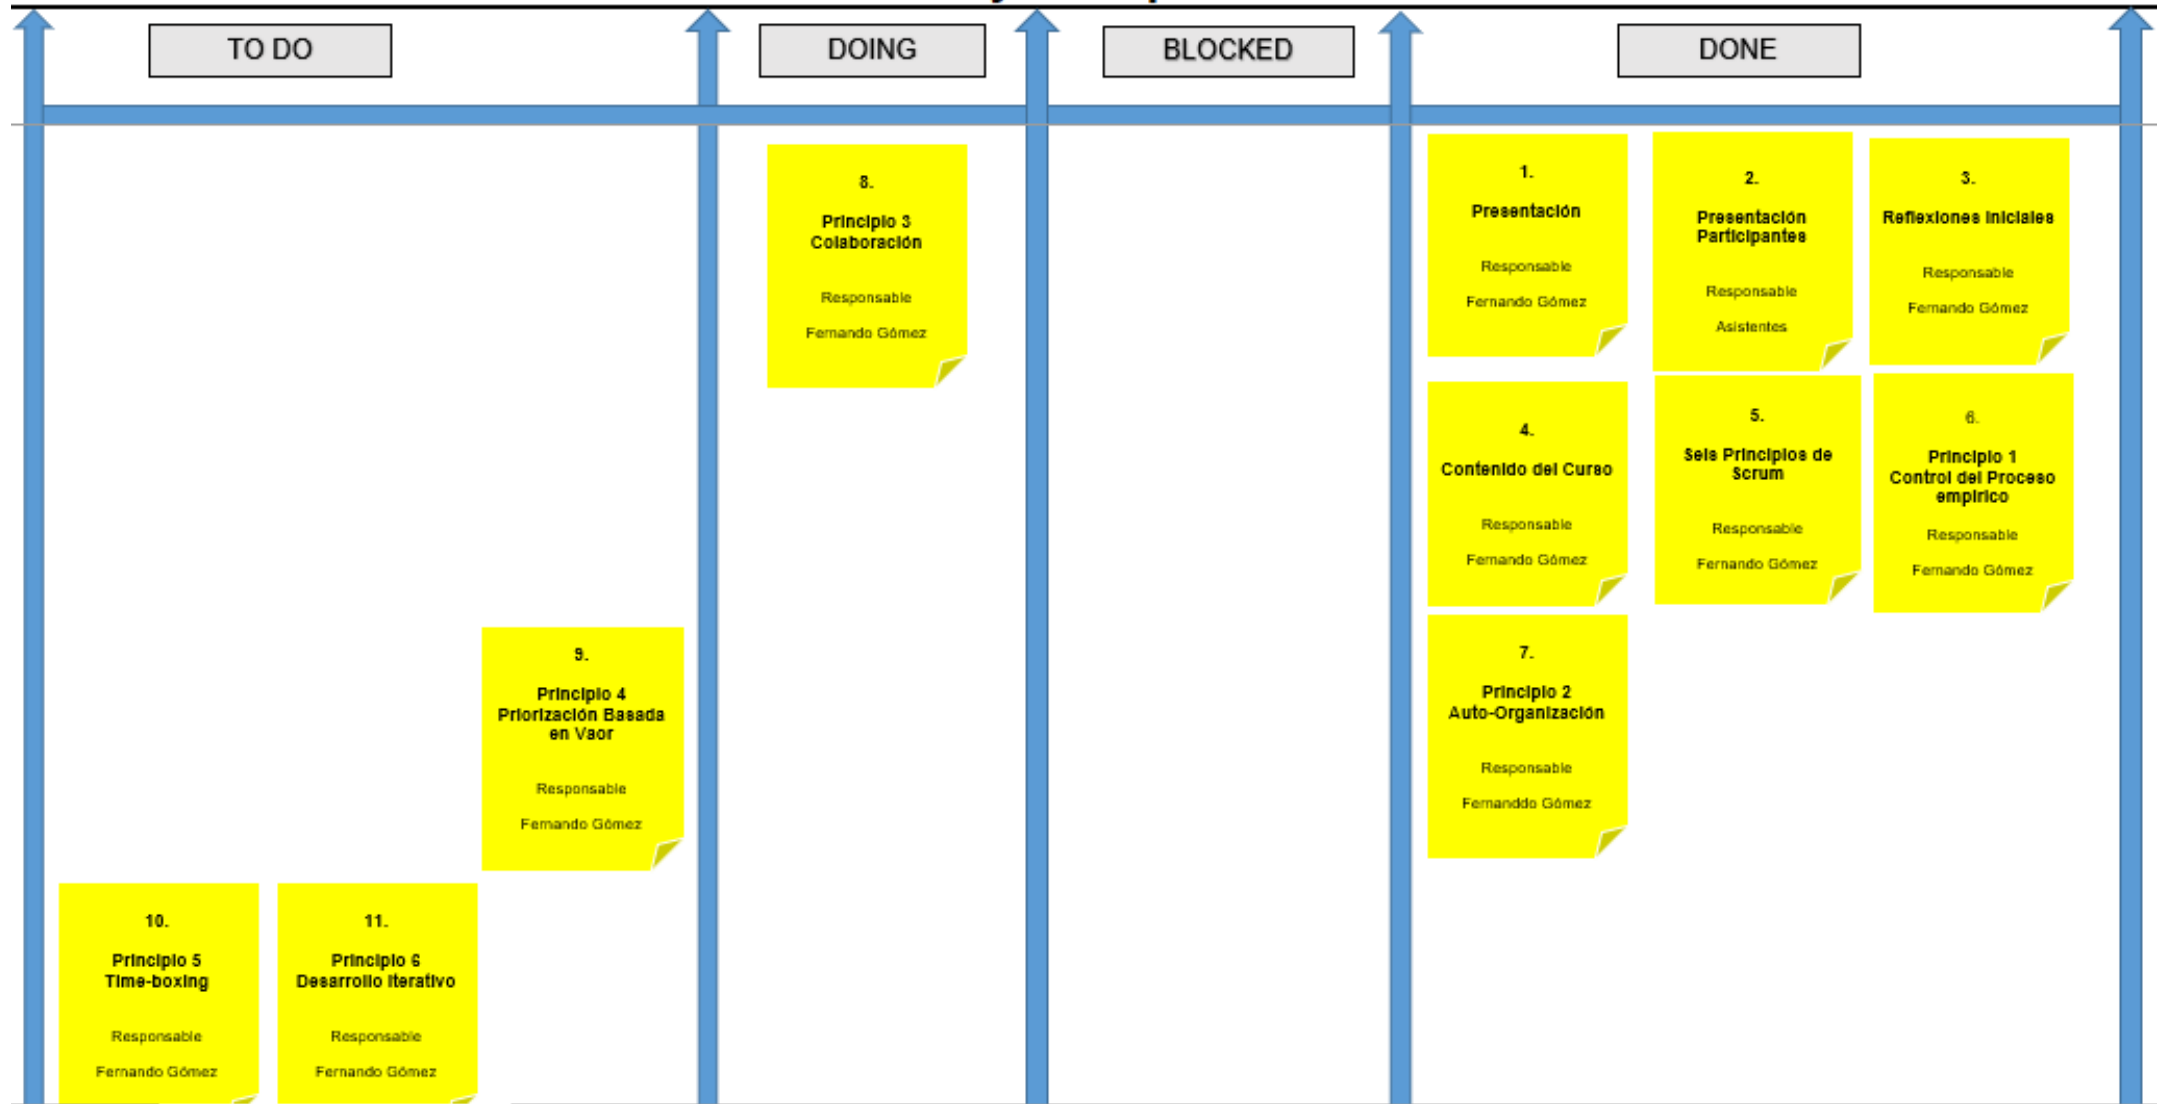 TO DO
DOING
BLOCKED
DONE
8.
Principio 3
Colaboración
Responsable
Fernando Gómez
1.
Presentación
Responsable
Fernando Gómez
2.
Presentación
Participantes
Responsable
Asistentes
3.
Reflexiones Iniciales
Responsable
Fernando Gómez
4.
Contenido del Curso
Responsable
Fernando Gómez
5.
Seis Principios de
Scrum
Responsable
Fernando Gómez
6.
Principio 1
Control del Proceso
empirico
Responsable
Fernando Gómez
9.
Principio 4
Priorización Basada
en Vaor
Responsable
Fernando Gómez
7.
Principio 2
Auto-Organización
Responsable
Fernanddo Gómez
10.
Principio 5
Time-boxing
Responsable
Fernando Gómez
11.
Principio 6
Desarrollo Iterativo
Responsable
Fernando Gómez